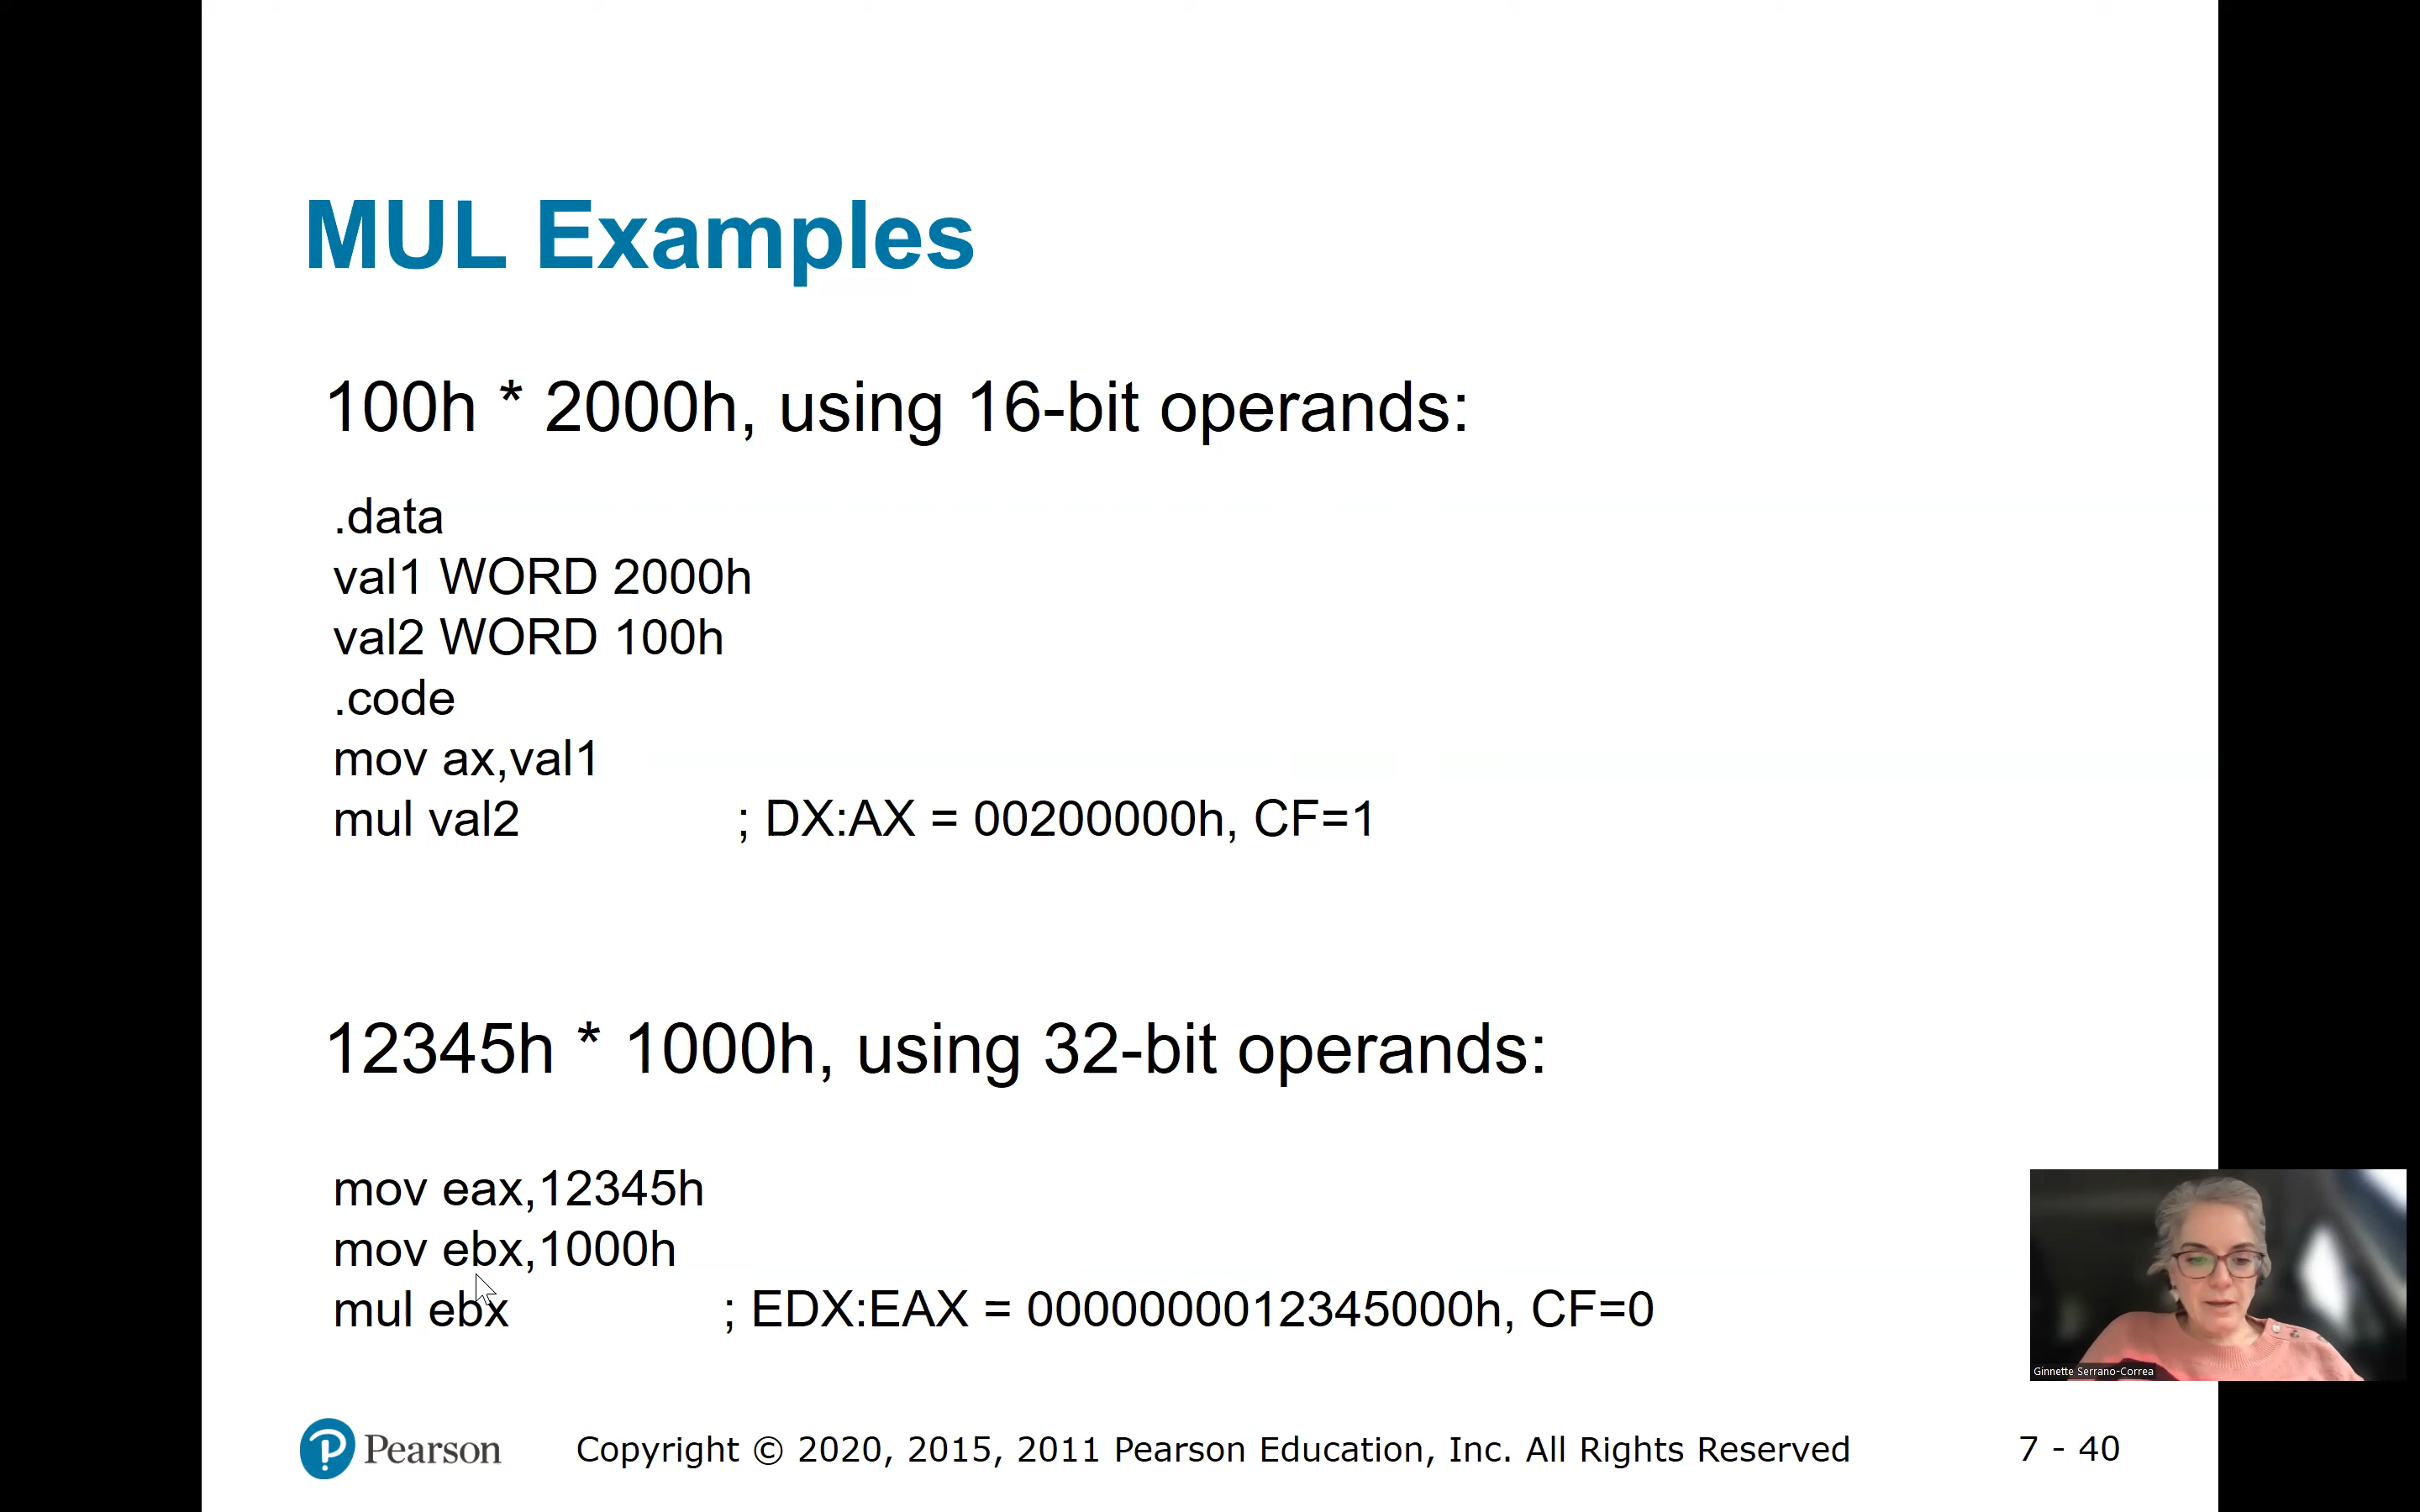 MUL Examples
100h * 2000h, using 16-bit operands:
.data
val1 WORD 2000h
val2 WORD 100h
.code
mov ax,val1
mul val2 ; DX:AX = 00200000h, CF=1
12345h * 1000h, using 32-bit operands:
mov eax,12345h
mov ebx,1000h
mul ebx ; EDX:EAX = 0000000012345000h, CF=0
Ginnette Serrano-Correa
Pearson Copyright © 2020, 2015, 2011 Pearson Education, Inc. All Rights Reserved 7 - 40